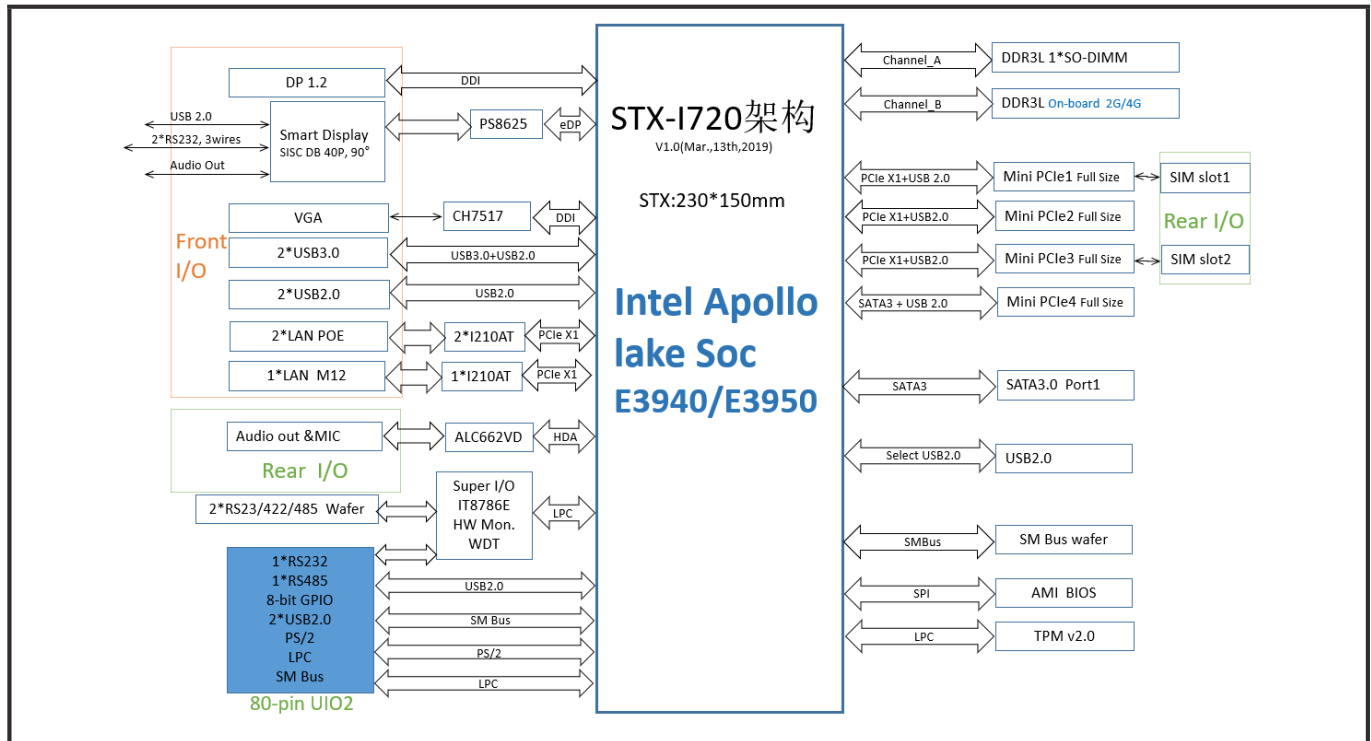 DP 1.2
DDI
USB 2.0
2*RS232, 3wires
Audio Out
Smart Display
SISC DB 40P, 90°
PS8625
eDP
VGA
CH7517
DDI
Front
I/O
2*USB3.0
USB3.0+USB2.0
2*USB2.0
USB2.0
2*LAN POE
2*I210AT
PCIe X1
1*LAN M12
1*I210AT
PCIe X1
Audio out &MIC
ALC662VD
HDA
Rear I/O
2*RS23/422/485 Wafer
Super I/O
IT8786E
HW Mon.
WDT
LPC
1*RS232
1*RS485
8-bit GPIO
2*USB2.0
PS/2
LPC
SM Bus
USB2.0
SM Bus
PS/2
LPC
80-pin UIO2
STX-I720架构
V1.0(Mar.,13th,2019)
STX:230*150mm
Intel Apollo
lake Soc
E3940/E3950
Channel_A
DDR3L 1*SO-DIMM
Channel_B
DDR3L On-board 2G/4G
PCIe X1+USB 2.0
Mini PCIe1 Full Size
SIM slot1
PCIe X1+USB2.0
Mini PCIe2 Full Size
Rear I/O
PCIe X1+USB2.0
Mini PCIe3 Full Size
SIM slot2
SATA3 + USB 2.0
Mini PCIe4 Full Size
SATA3
SATA3.0 Port1
Select USB2.0
USB2.0
SMBus
SM Bus wafer
SPI
AMI BIOS
LPC
TPM v2.0